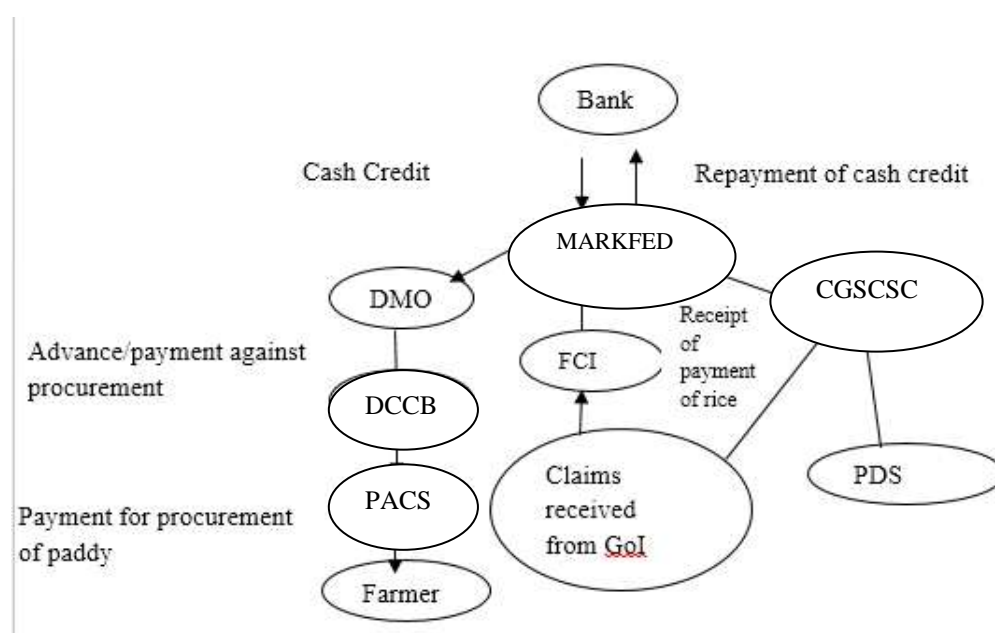 Bank
Cash Credit
Repayment of cash credit
MARKFED
CGSCSC
DMO
Receipt
of
payment
of rice
Advance/payment against
procurement
FCI
DCCB
Claims
received
from GoI
PDS
PACS
Payment for procurement
of paddy
Farmer